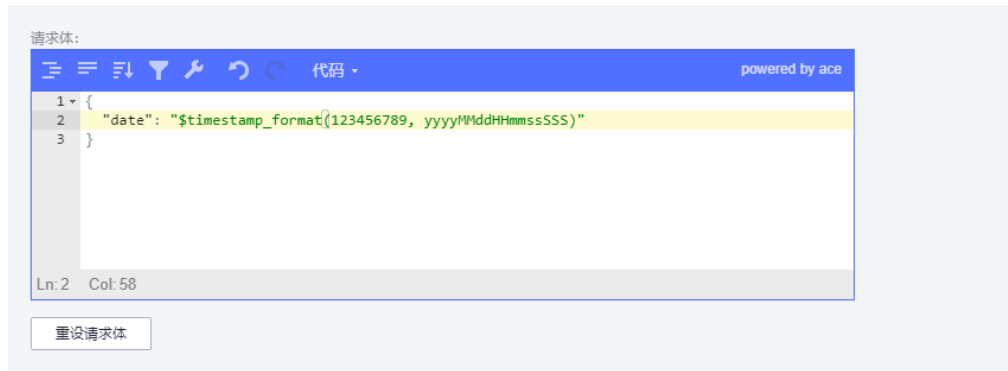 请求体:
代码
powered by ace
1 {
2 "date": "$timestamp_format(123456789, yyyyMMddHHmmssSSS)"
3 }
Ln: 2 Col: 58
重设请求体